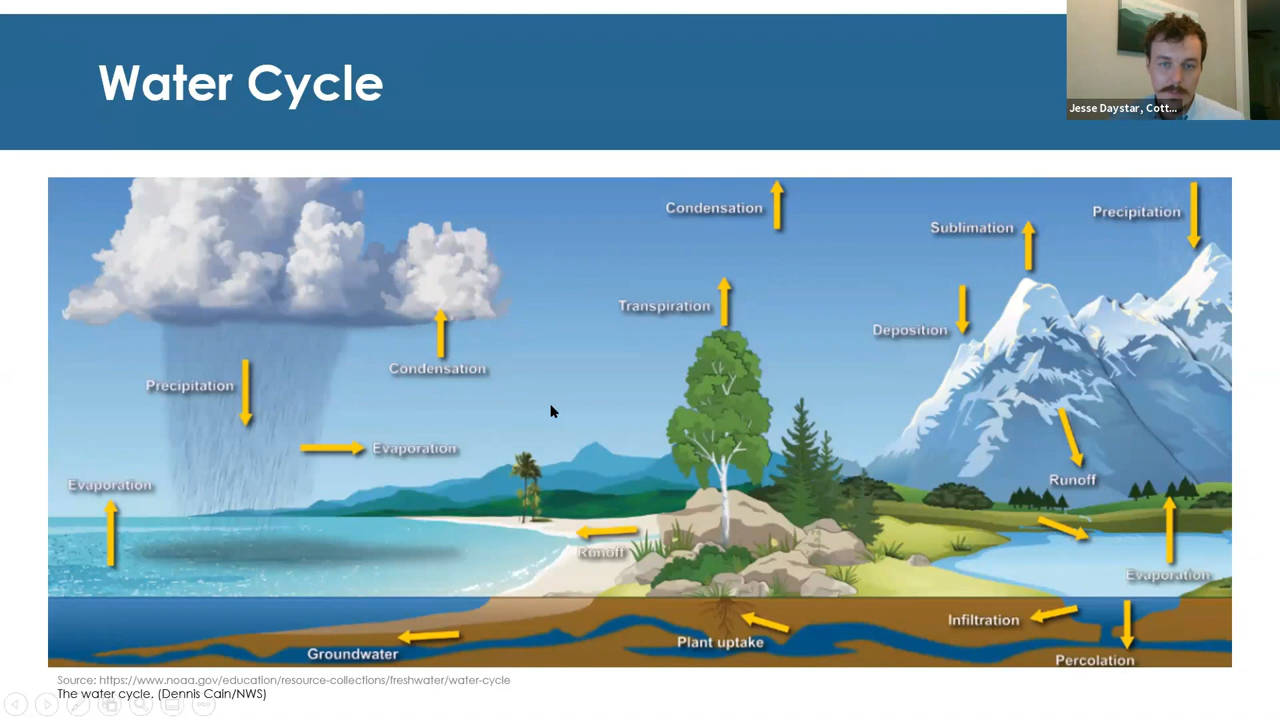 Water Cycle
Jesse Daystar, Cott...
Condensation
Precipitation
Sublimation
Transpiration
Deposition
Condensation
Precipitation
Evaporation
Evaporation
Runoff
Runoff
Evaporation
Infiltration
Plant uptake
Groundwater
Percolation
Source: https://www.noaa.gov/education/resource-collections/freshwater/water-cycle
The water cycle. (Dennis Cain/NWS)